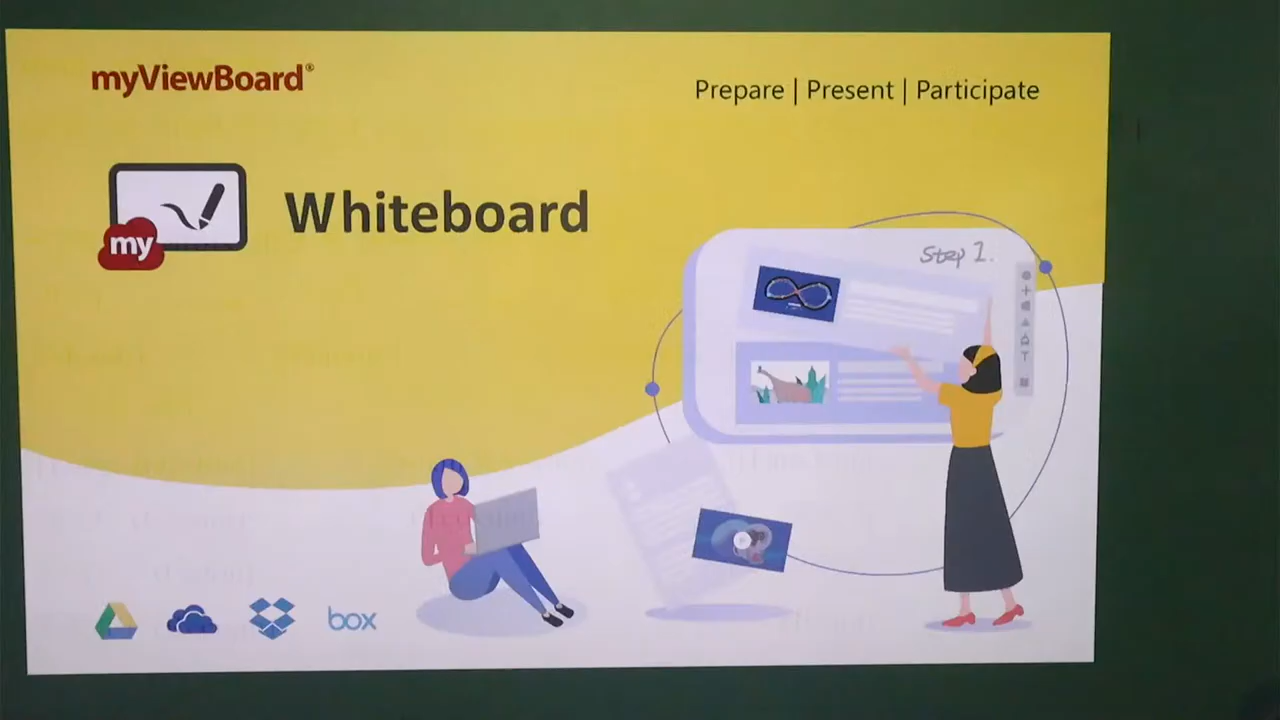 myViewBoard®
Prepare | Present | Participate
my
Whiteboard
Step 1.
box